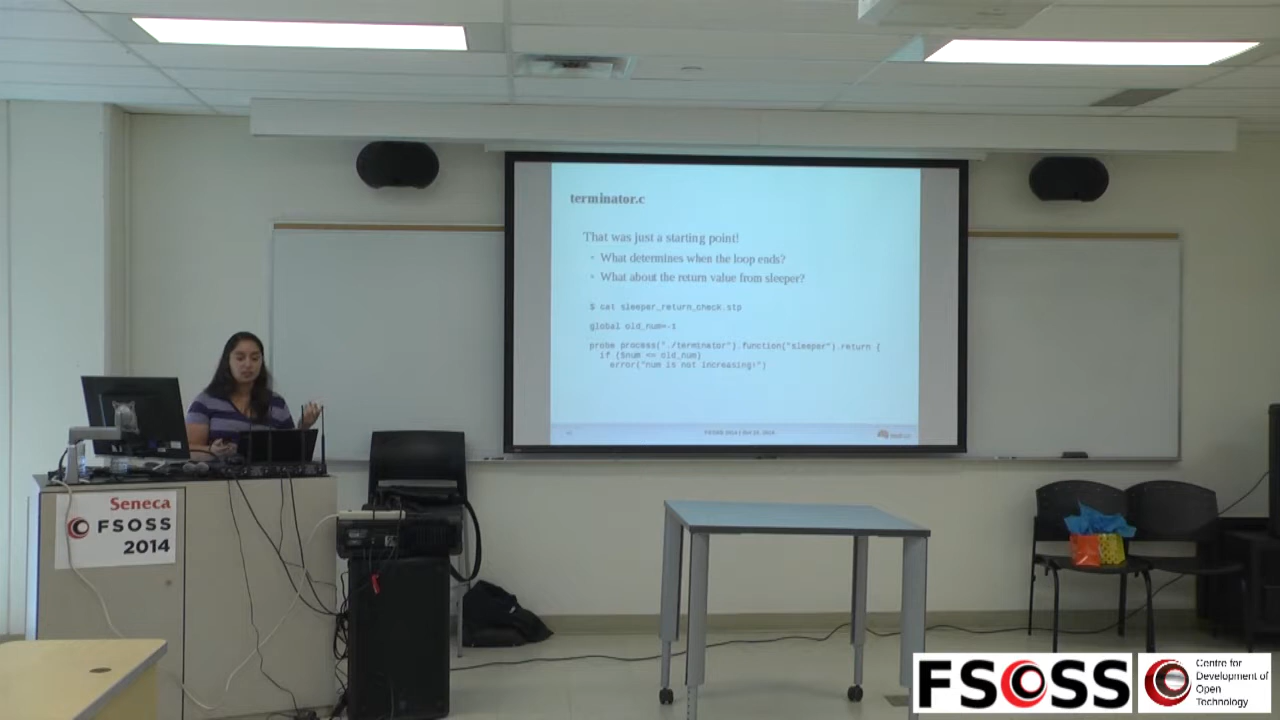 terminator.c
That was just a starting point!
What determines when the loop ends?
What about the return value from sleeper?
$ cat sleeper_return_check.stp
global old_num=-1
probe process("./terminator").function("sleeper").return {
if ($num <= old_num)
error("num is not increasing!")
Seneca
FSOSS
2014
FSOSS
Centre for
Development of
Open
Technology